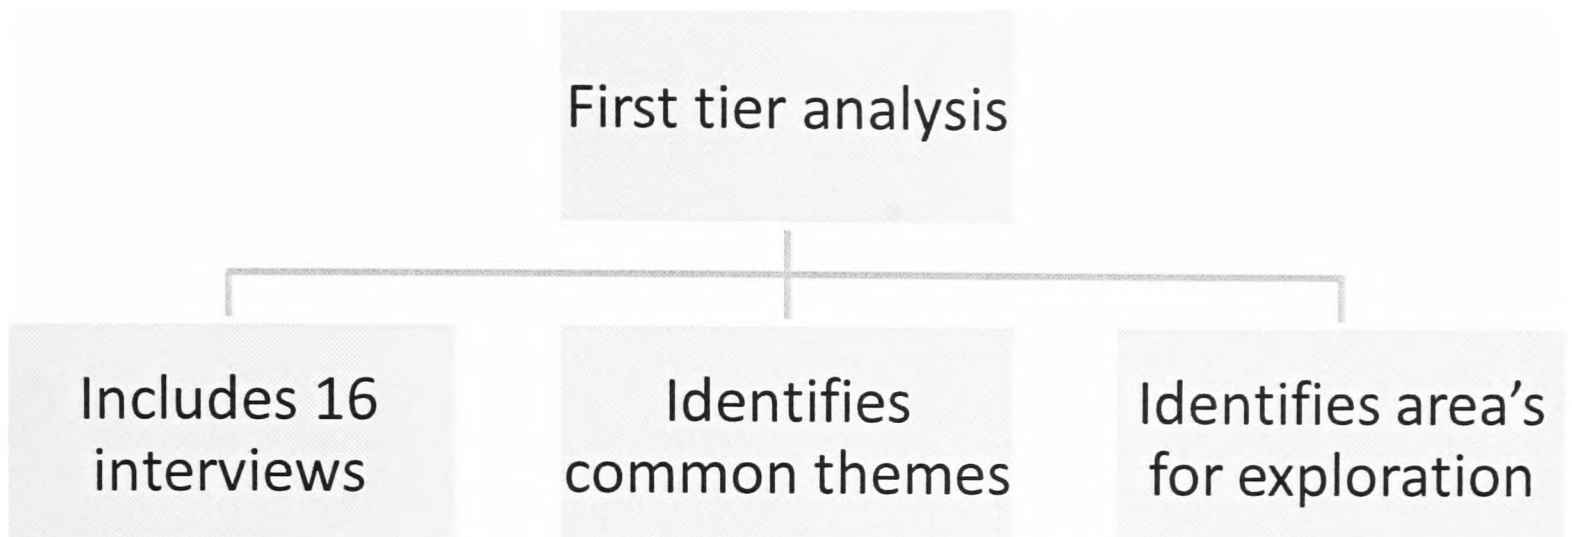 First tier analysis
Includes 16
interviews
Identifies
common themes
Identifies area's
for exploration